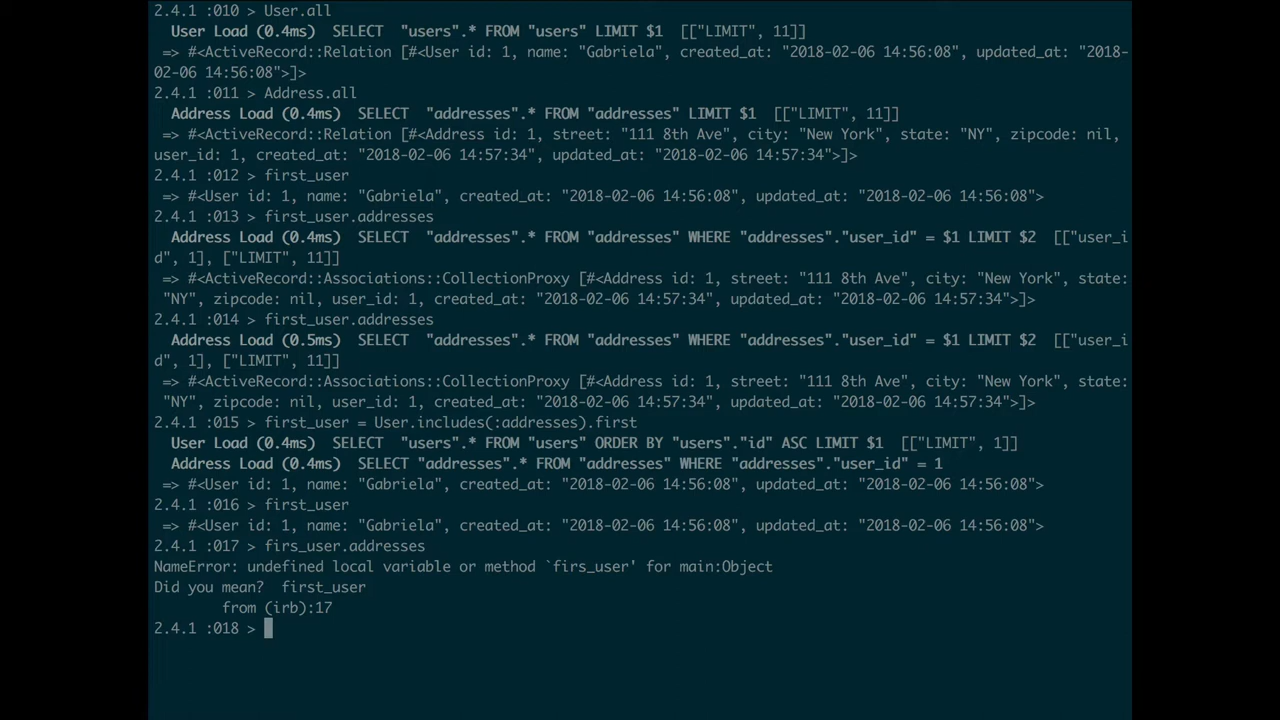 2.4.1 :010 > User.all
User Load (0.4ms)  SELECT  "users".* FROM "users" LIMIT $1  [["LIMIT", 11]]
=> #<ActiveRecord::Relation [#<User id: 1, name: "Gabriela", created_at: "2018-02-06 14:56:08", updated_at: "2018-
02-06 14:56:08">]>
2.4.1 :011 > Address.all
Address Load (0.4ms)  SELECT  "addresses".* FROM "addresses" LIMIT $1  [["LIMIT", 11]]
=> #<ActiveRecord::Relation [#<Address id: 1, street: "111 8th Ave", city: "New York", state: "NY", zipcode: nil,
user_id: 1, created_at: "2018-02-06 14:57:34", updated_at: "2018-02-06 14:57:34">]>
2.4.1 :012 > first_user
=> #<User id: 1, name: "Gabriela", created_at: "2018-02-06 14:56:08", updated_at: "2018-02-06 14:56:08">
2.4.1 :013 > first_user.addresses
Address Load (0.4ms)  SELECT  "addresses".* FROM "addresses" WHERE "addresses"."user_id" = $1 LIMIT $2  [["user_i
d", 1], ["LIMIT", 11]]
=> #<ActiveRecord::Associations::CollectionProxy [#<Address id: 1, street: "111 8th Ave", city: "New York", state:
"NY", zipcode: nil, user_id: 1, created_at: "2018-02-06 14:57:34", updated_at: "2018-02-06 14:57:34">]>
2.4.1 :014 > first_user.addresses
Address Load (0.5ms)  SELECT  "addresses".* FROM "addresses" WHERE "addresses"."user_id" = $1 LIMIT $2  [["user_i
d", 1], ["LIMIT", 11]]
=> #<ActiveRecord::Associations::CollectionProxy [#<Address id: 1, street: "111 8th Ave", city: "New York", state:
"NY", zipcode: nil, user_id: 1, created_at: "2018-02-06 14:57:34", updated_at: "2018-02-06 14:57:34">]>
2.4.1 :015 > first_user = User.includes(:addresses).first
User Load (0.4ms)  SELECT  "users".* FROM "users" ORDER BY "users"."id" ASC LIMIT $1  [["LIMIT", 1]]
Address Load (0.4ms)  SELECT "addresses".* FROM "addresses" WHERE "addresses"."user_id" = 1
=> #<User id: 1, name: "Gabriela", created_at: "2018-02-06 14:56:08", updated_at: "2018-02-06 14:56:08">
2.4.1 :016 > first_user
=> #<User id: 1, name: "Gabriela", created_at: "2018-02-06 14:56:08", updated_at: "2018-02-06 14:56:08">
2.4.1 :017 > firs_user.addresses
NameError: undefined local variable or method `firs_user' for main:Object
Did you mean?  first_user
from (irb):17
2.4.1 :018 >